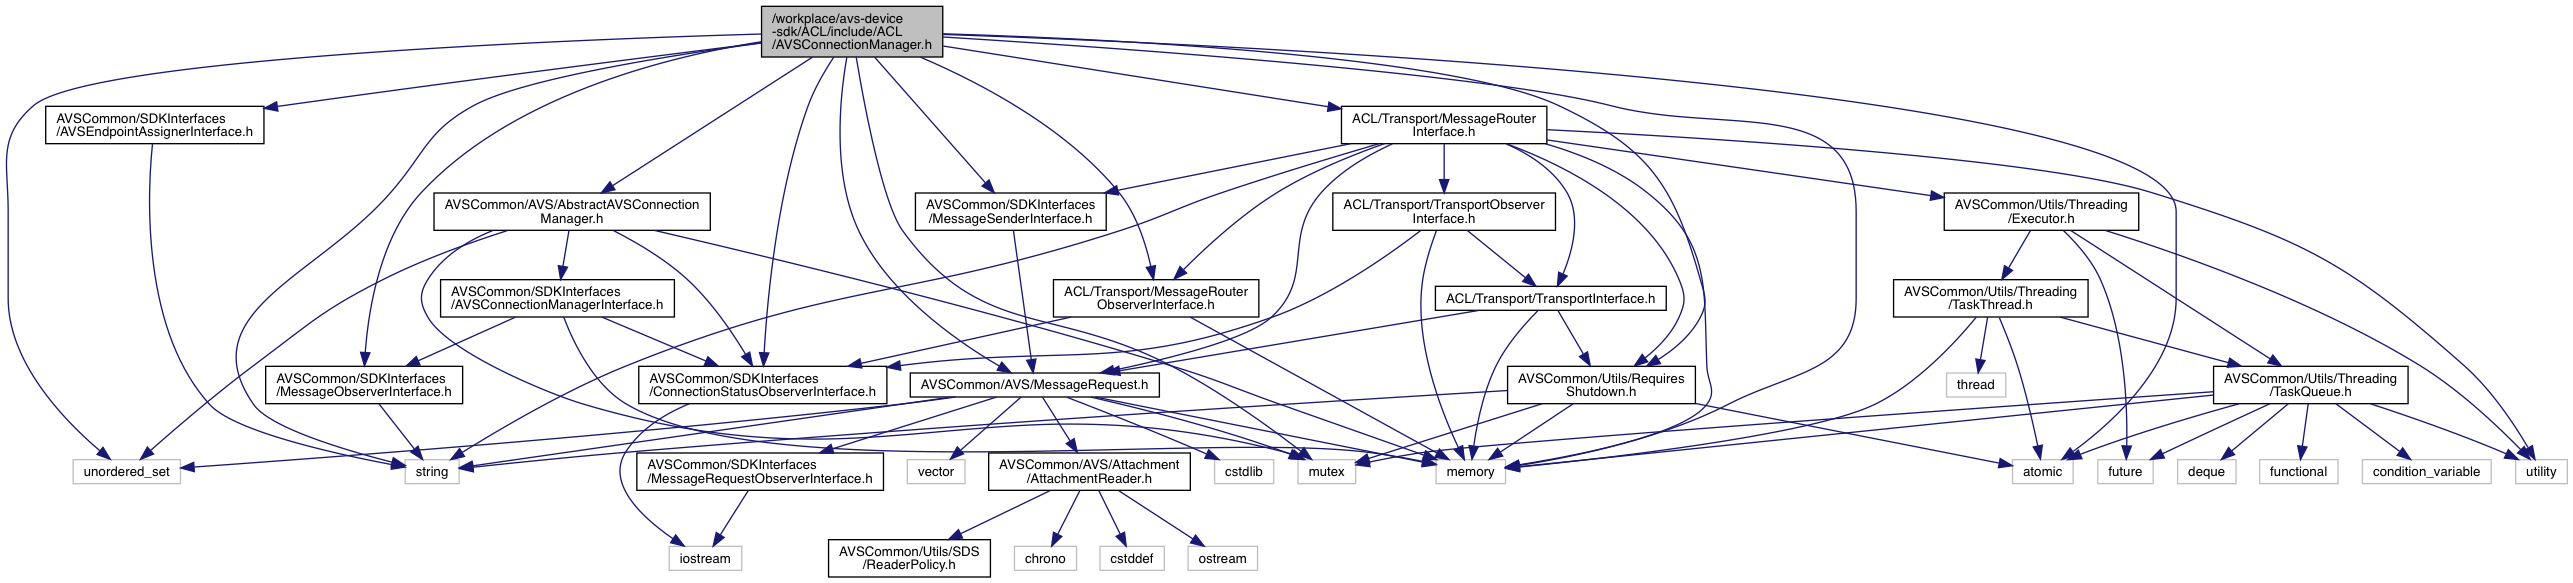 /workplace/avs-device
-sdk/ACL/include/ACL
/AVSConnectionManager.h
AVSCommon/SDKInterfaces
/AVSEndpointAssignerInterface.h
ACL/Transport/MessageRouter
Interface.h
AVSCommon/AVS/AbstractAVSConnection
Manager.h
AVSCommon/SDKInterfaces
/MessageSenderInterface.h
ACL/Transport/TransportObserver
Interface.h
AVSCommon/Utils/Threading
/Executor.h
AVSCommon/SDKInterfaces
/AVSConnectionManagerInterface.h
ACL/Transport/MessageRouter
ObserverInterface.h
ACL/Transport/TransportInterface.h
AVSCommon/Utils/Threading
/TaskThread.h
AVSCommon/SDKInterfaces
/MessageObserverInterface.h
AVSCommon/SDKInterfaces
/ConnectionStatusObserverInterface.h
AVSCommon/AVS/MessageRequest.h
AVSCommon/Utils/Requires
Shutdown.h
thread
AVSCommon/Utils/Threading
/TaskQueue.h
unordered_set
string
AVSCommon/SDKInterfaces
/MessageRequestObserverInterface.h
vector
AVSCommon/AVS/Attachment
/AttachmentReader.h
cstdlib
mutex
memory
atomic
future
deque
functional
condition_variable
utility
iostream
AVSCommon/Utils/SDS
/ReaderPolicy.h
chrono
cstddef
ostream